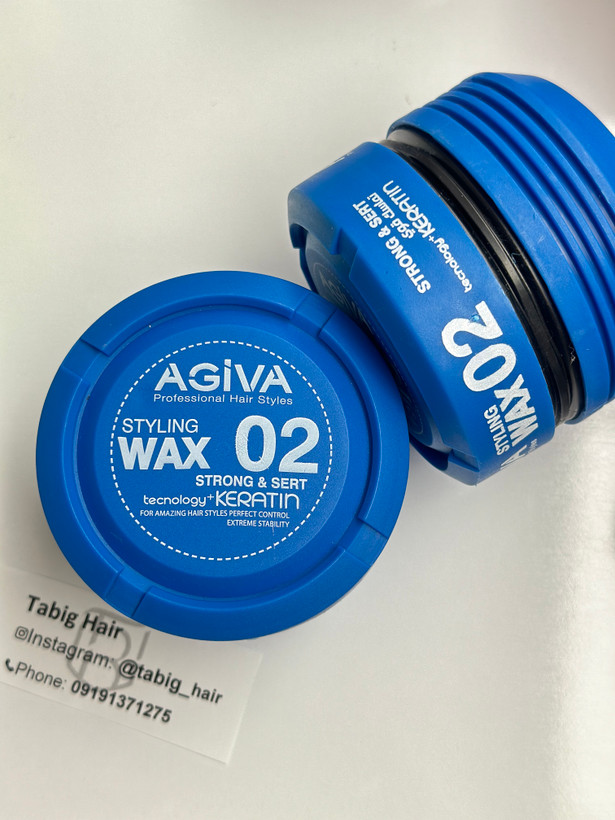 AGiVA
Professional Hair Styles
STYLING
WAX 02
STRONG & SERT
tecnology+KERATIN
FOR AMAZING HAIR STYLES PERFECT CONTROL
EXTREME STABILITY
STRONG & SERT
tecnology+KERATIN
02
STYLING
WAX
Tabig Hair
Instagram: @tabig_hair
Phone: 09191371275